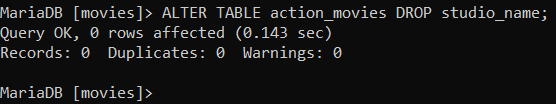 MariaDB [movies]> ALTER TABLE action_movies DROP studio_name;
Query OK, 0 rows affected (0.143 sec)
Records: 0  Duplicates: 0  Warnings: 0

MariaDB [movies]>